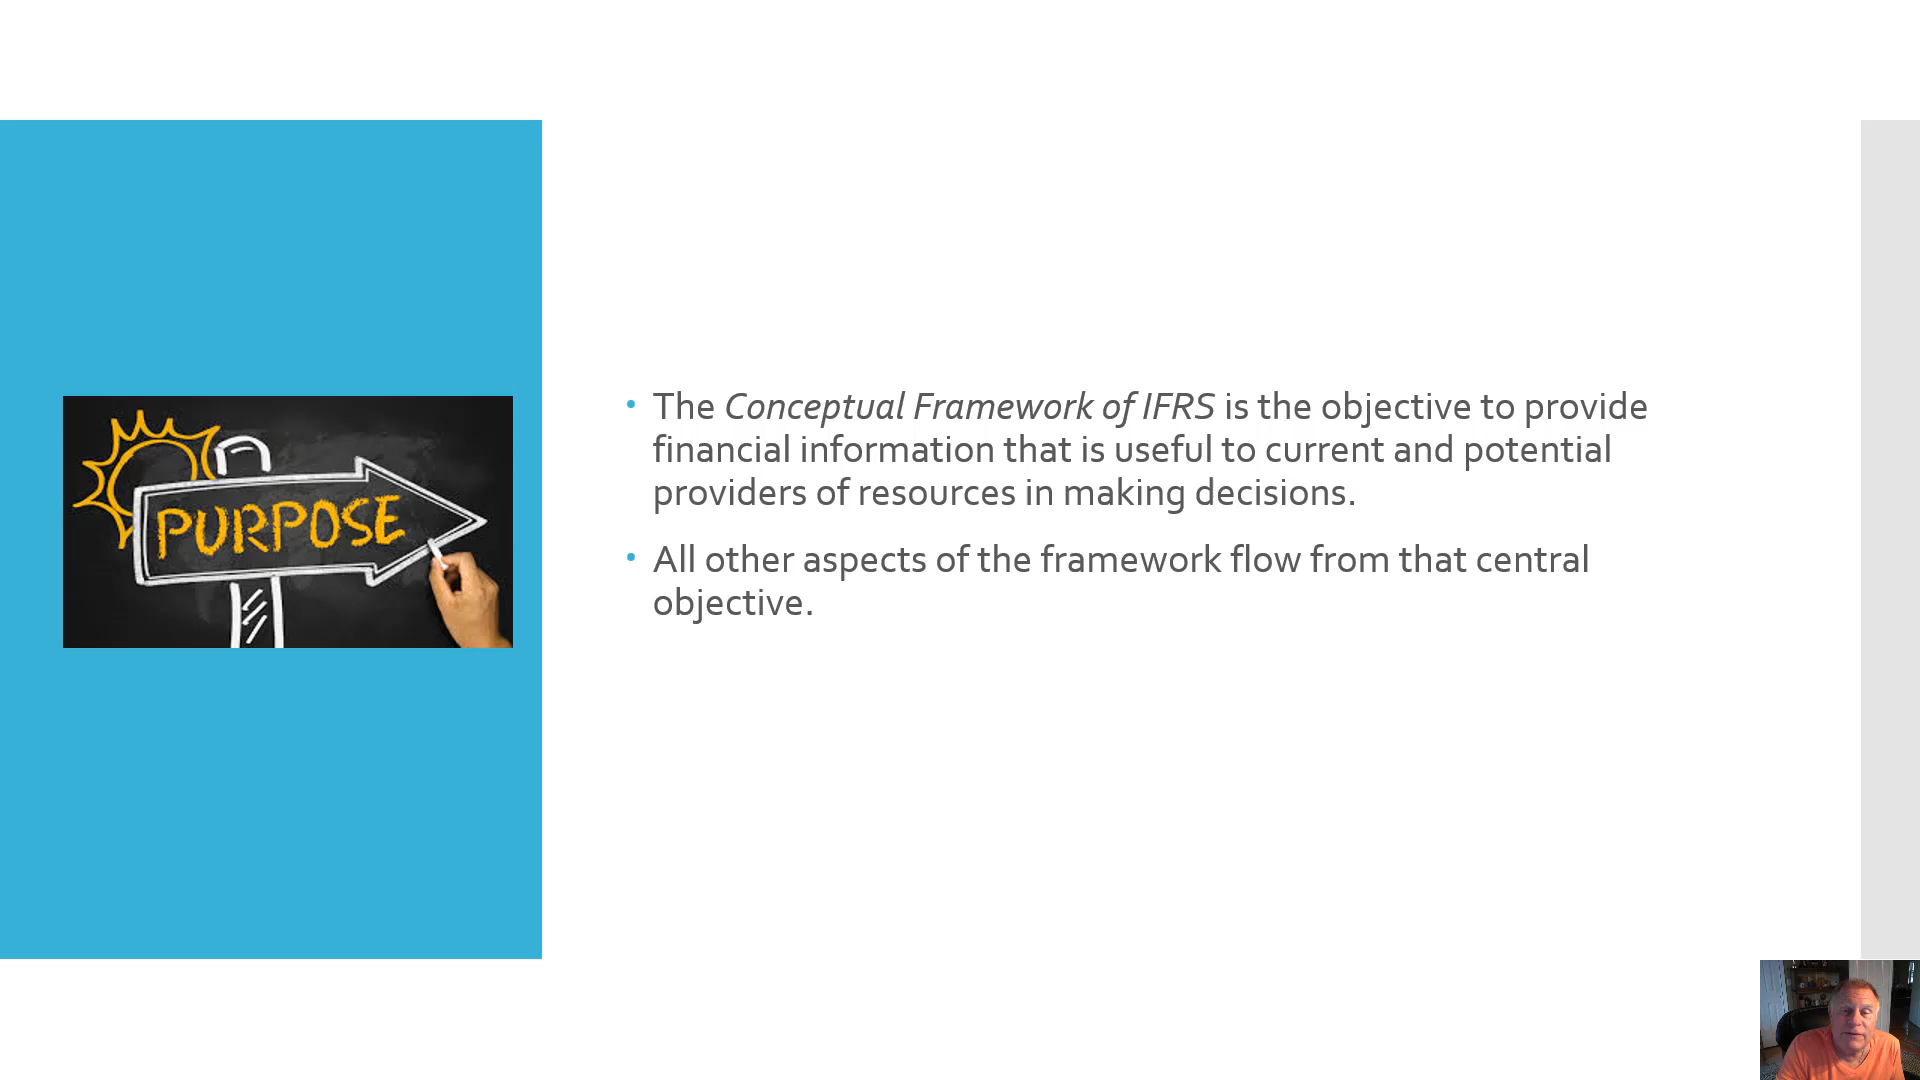 PURPOSE
• The Conceptual Framework of IFRS is the objective to provide
financial information that is useful to current and potential
providers of resources in making decisions.
• All other aspects of the framework flow from that central
objective.